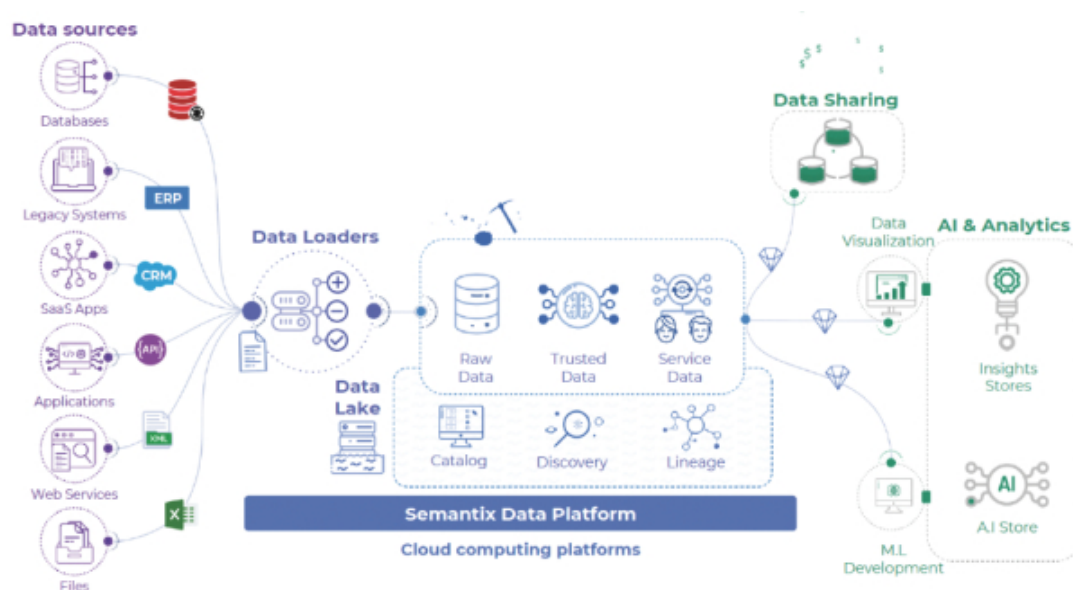 Data sources
Databases
Legacy Systems
ERP
SaaS Apps
CRM
Applications
{API}
Web Services
XML
Files
X
Data Loaders
Raw
Data
Trusted
Data
Service
Data
Data
Lake
Catalog
Discovery
Lineage
Semantix Data Platform
Cloud computing platforms
$ $ $ $ $ $
Data Sharing
Data
Visualization
AI & Analytics
Insights
Stores
AI
A.I Store
M.L
Development